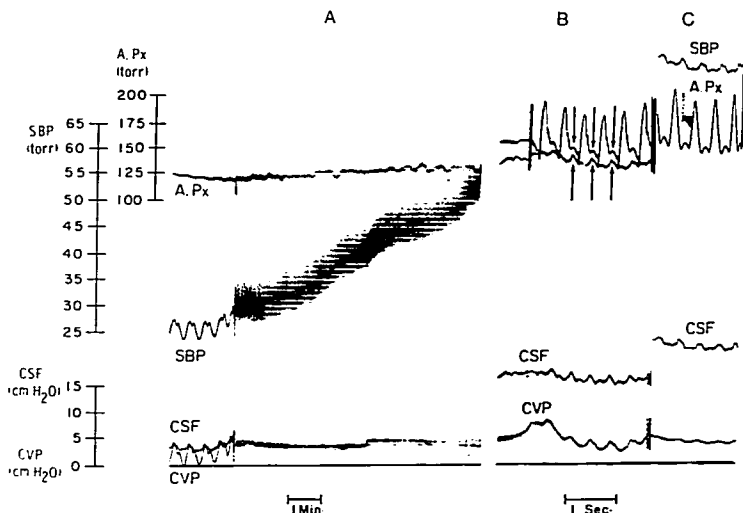 A B C
A. Px
(torr)
SBP
(torr)
200
175
150
125
100
65
60
55
50
45
40
35
30
25
A. Px
SBP
SBP
A. Px
CSF
CSF
(cm H2O)
15
10
5
0
CVP
(cm H2O)
CSF
CVP
CSF
CVP
1 Min.
1 Sec.